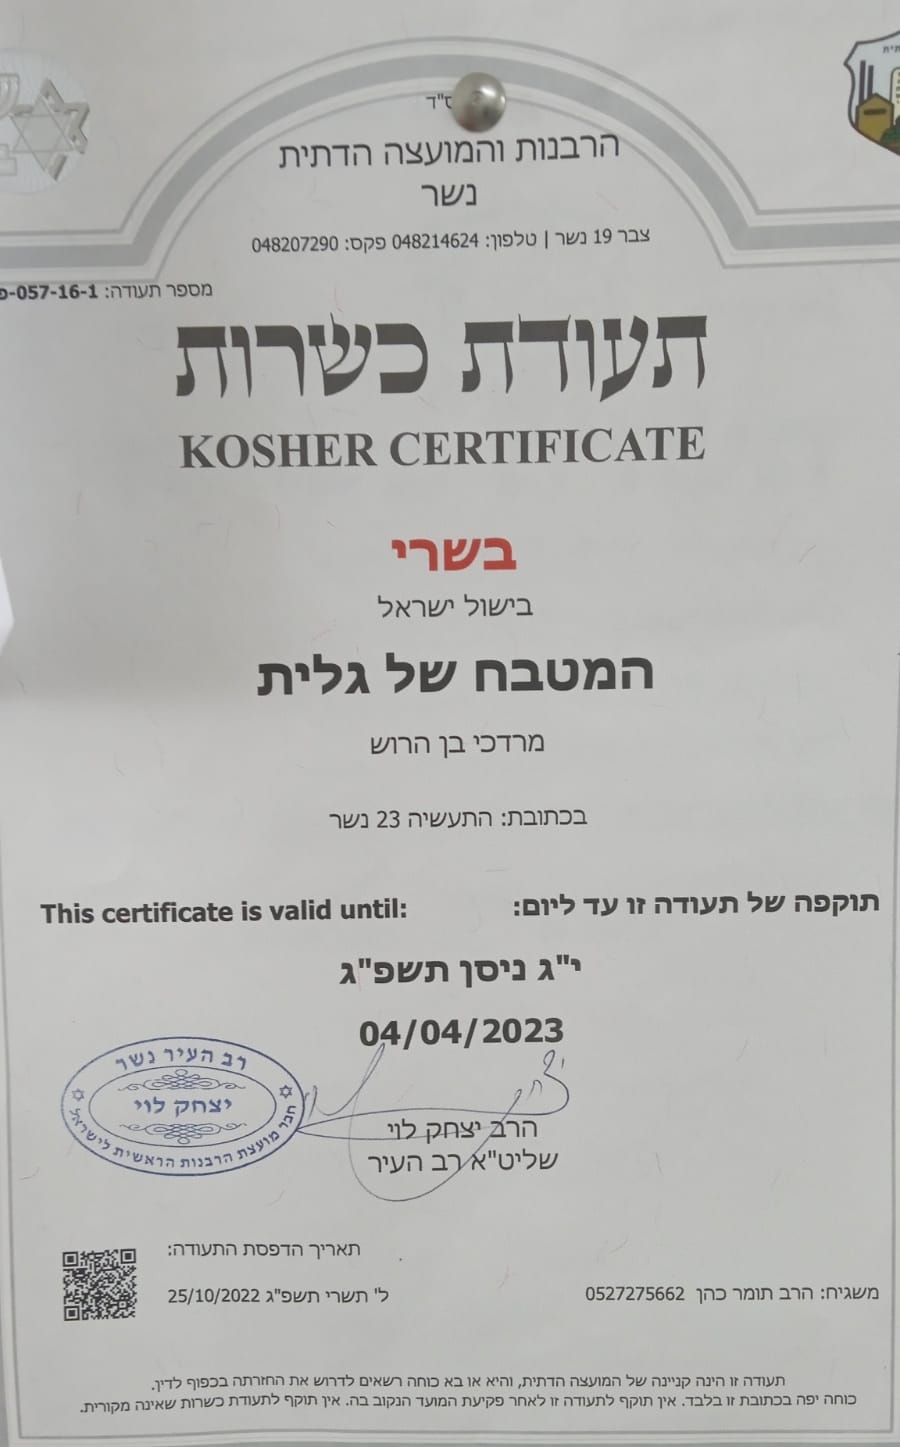 הרבנות והמועצה הדתית
נשר
צבר 19 נשר | טלפון: 048214624 פקס: 048207290
מספר תעודה: 057-16-1-פ
תעודת כשרות
KOSHER CERTIFICATE
בשרי
בישול ישראל
המטבח של גלית
מרדכי בן הרוש
בכתובת: התעשיה 23 נשר
תוקפה של תעודה זו עד ליום:
This certificate is valid until:
י"ג ניסן תשפ"ג
04/04/2023
רב העיר נשר
יצחק לוי
חבר מועצת הרבנות הראשית לישראל
הרב יצחק לוי
שליט"א רב העיר
תאריך הדפסת התעודה:
ל' תשרי תשפ"ג 25/10/2022
משגיח: הרב תומר כהן 0527275662
תעודה זו הינה קניינה של המועצה הדתית, והיא או בא כוחה רשאים לדרוש את החזרתה בכפוף לדין.
כוחה יפה בכתובת זו בלבד. אין תוקף לתעודה זו לאחר פקיעת המועד הנקוב בה. אין תוקף לתעודת כשרות שאינה מקורית.